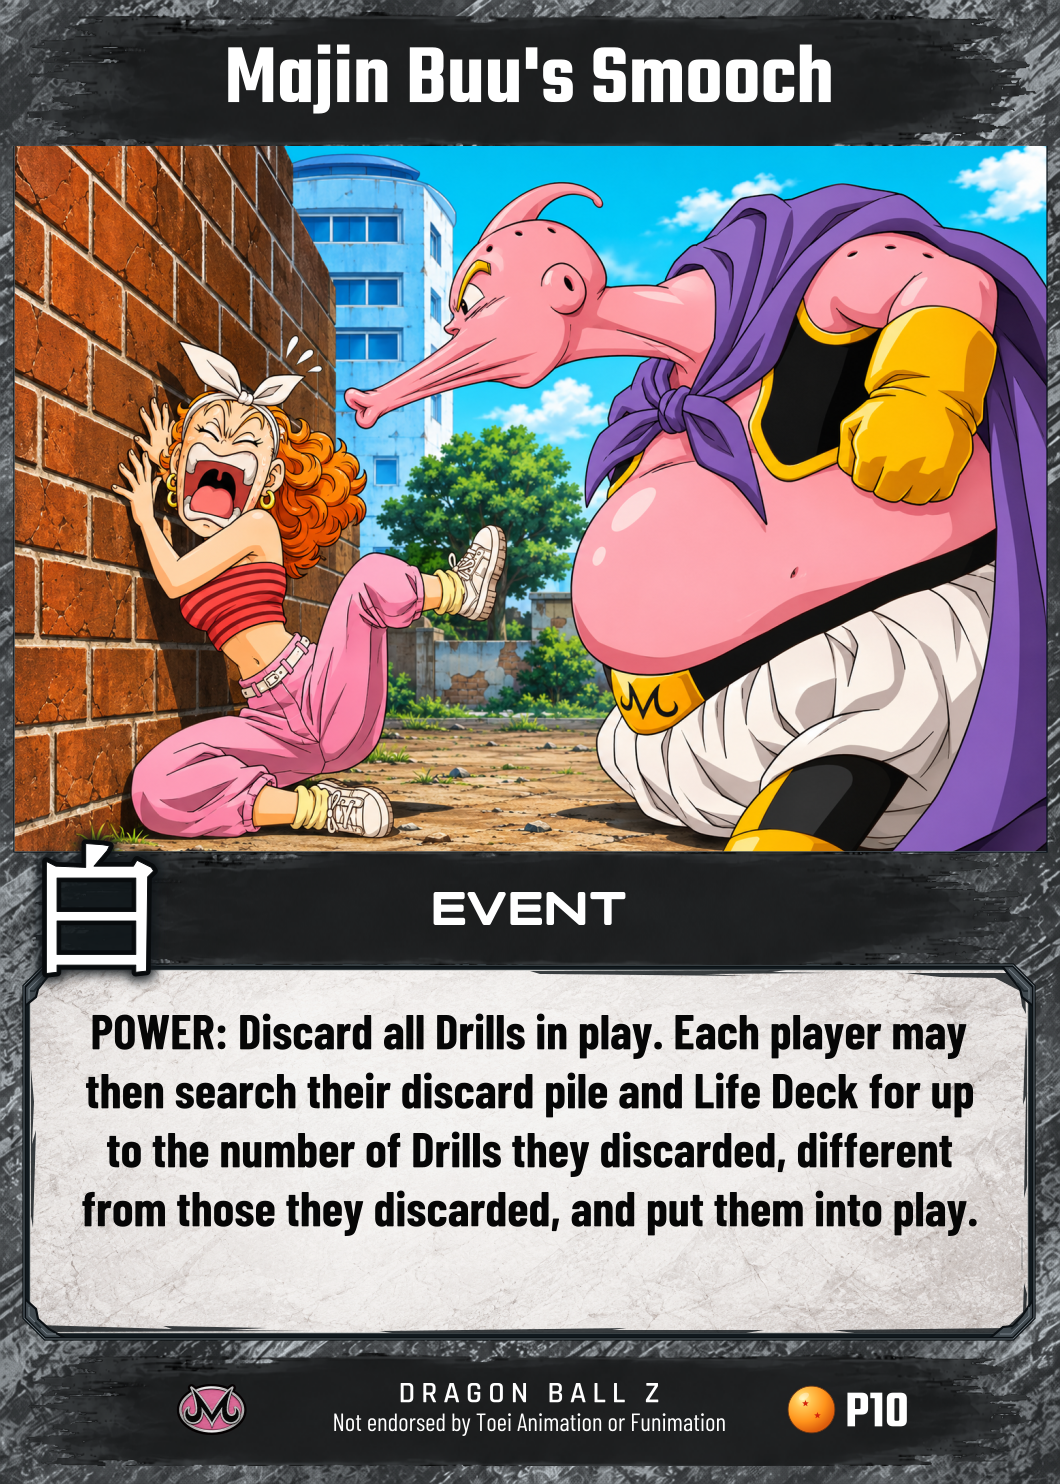 Majin Buu's Smooch
白
EVENT
POWER: Discard all Drills in play. Each player may
then search their discard pile and Life Deck for up
to the number of Drills they discarded, different
from those they discarded, and put them into play.
DRAGON BALL Z
Not endorsed by Toei Animation or Funimation
P10